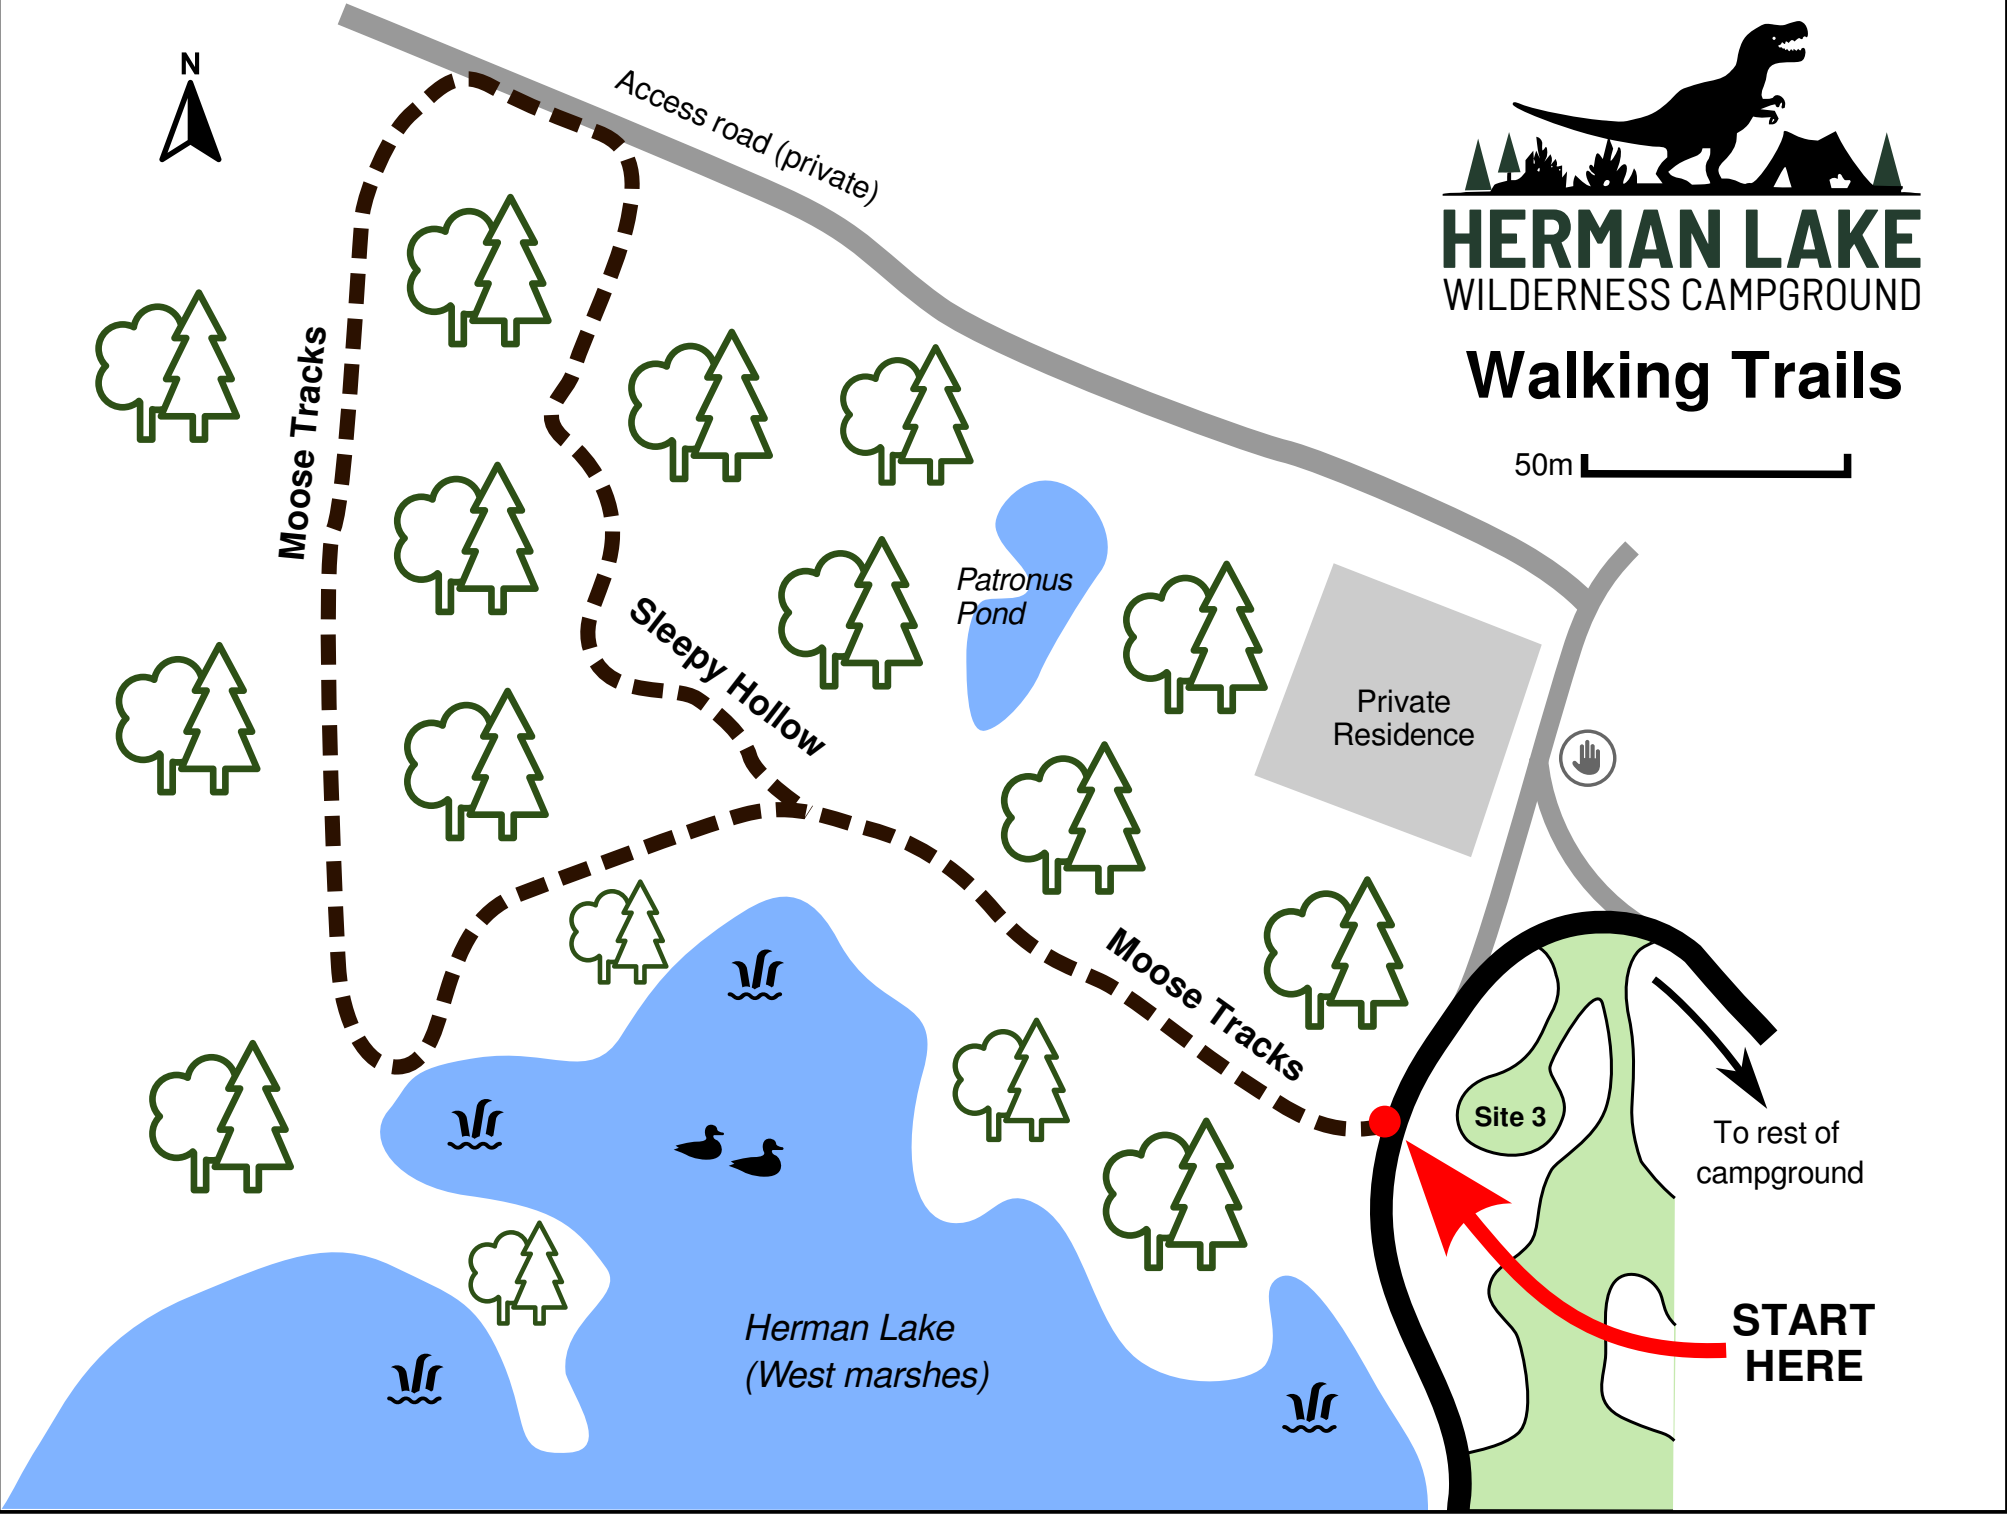 N
Access road (private)
HERMAN LAKE
WILDERNESS CAMPGROUND
Walking Trails
50m
Moose Tracks
Patronus
Pond
Sleepy Hollow
Private
Residence
Moose Tracks
Site 3
To rest of
campground
Herman Lake
(West marshes)
START
HERE